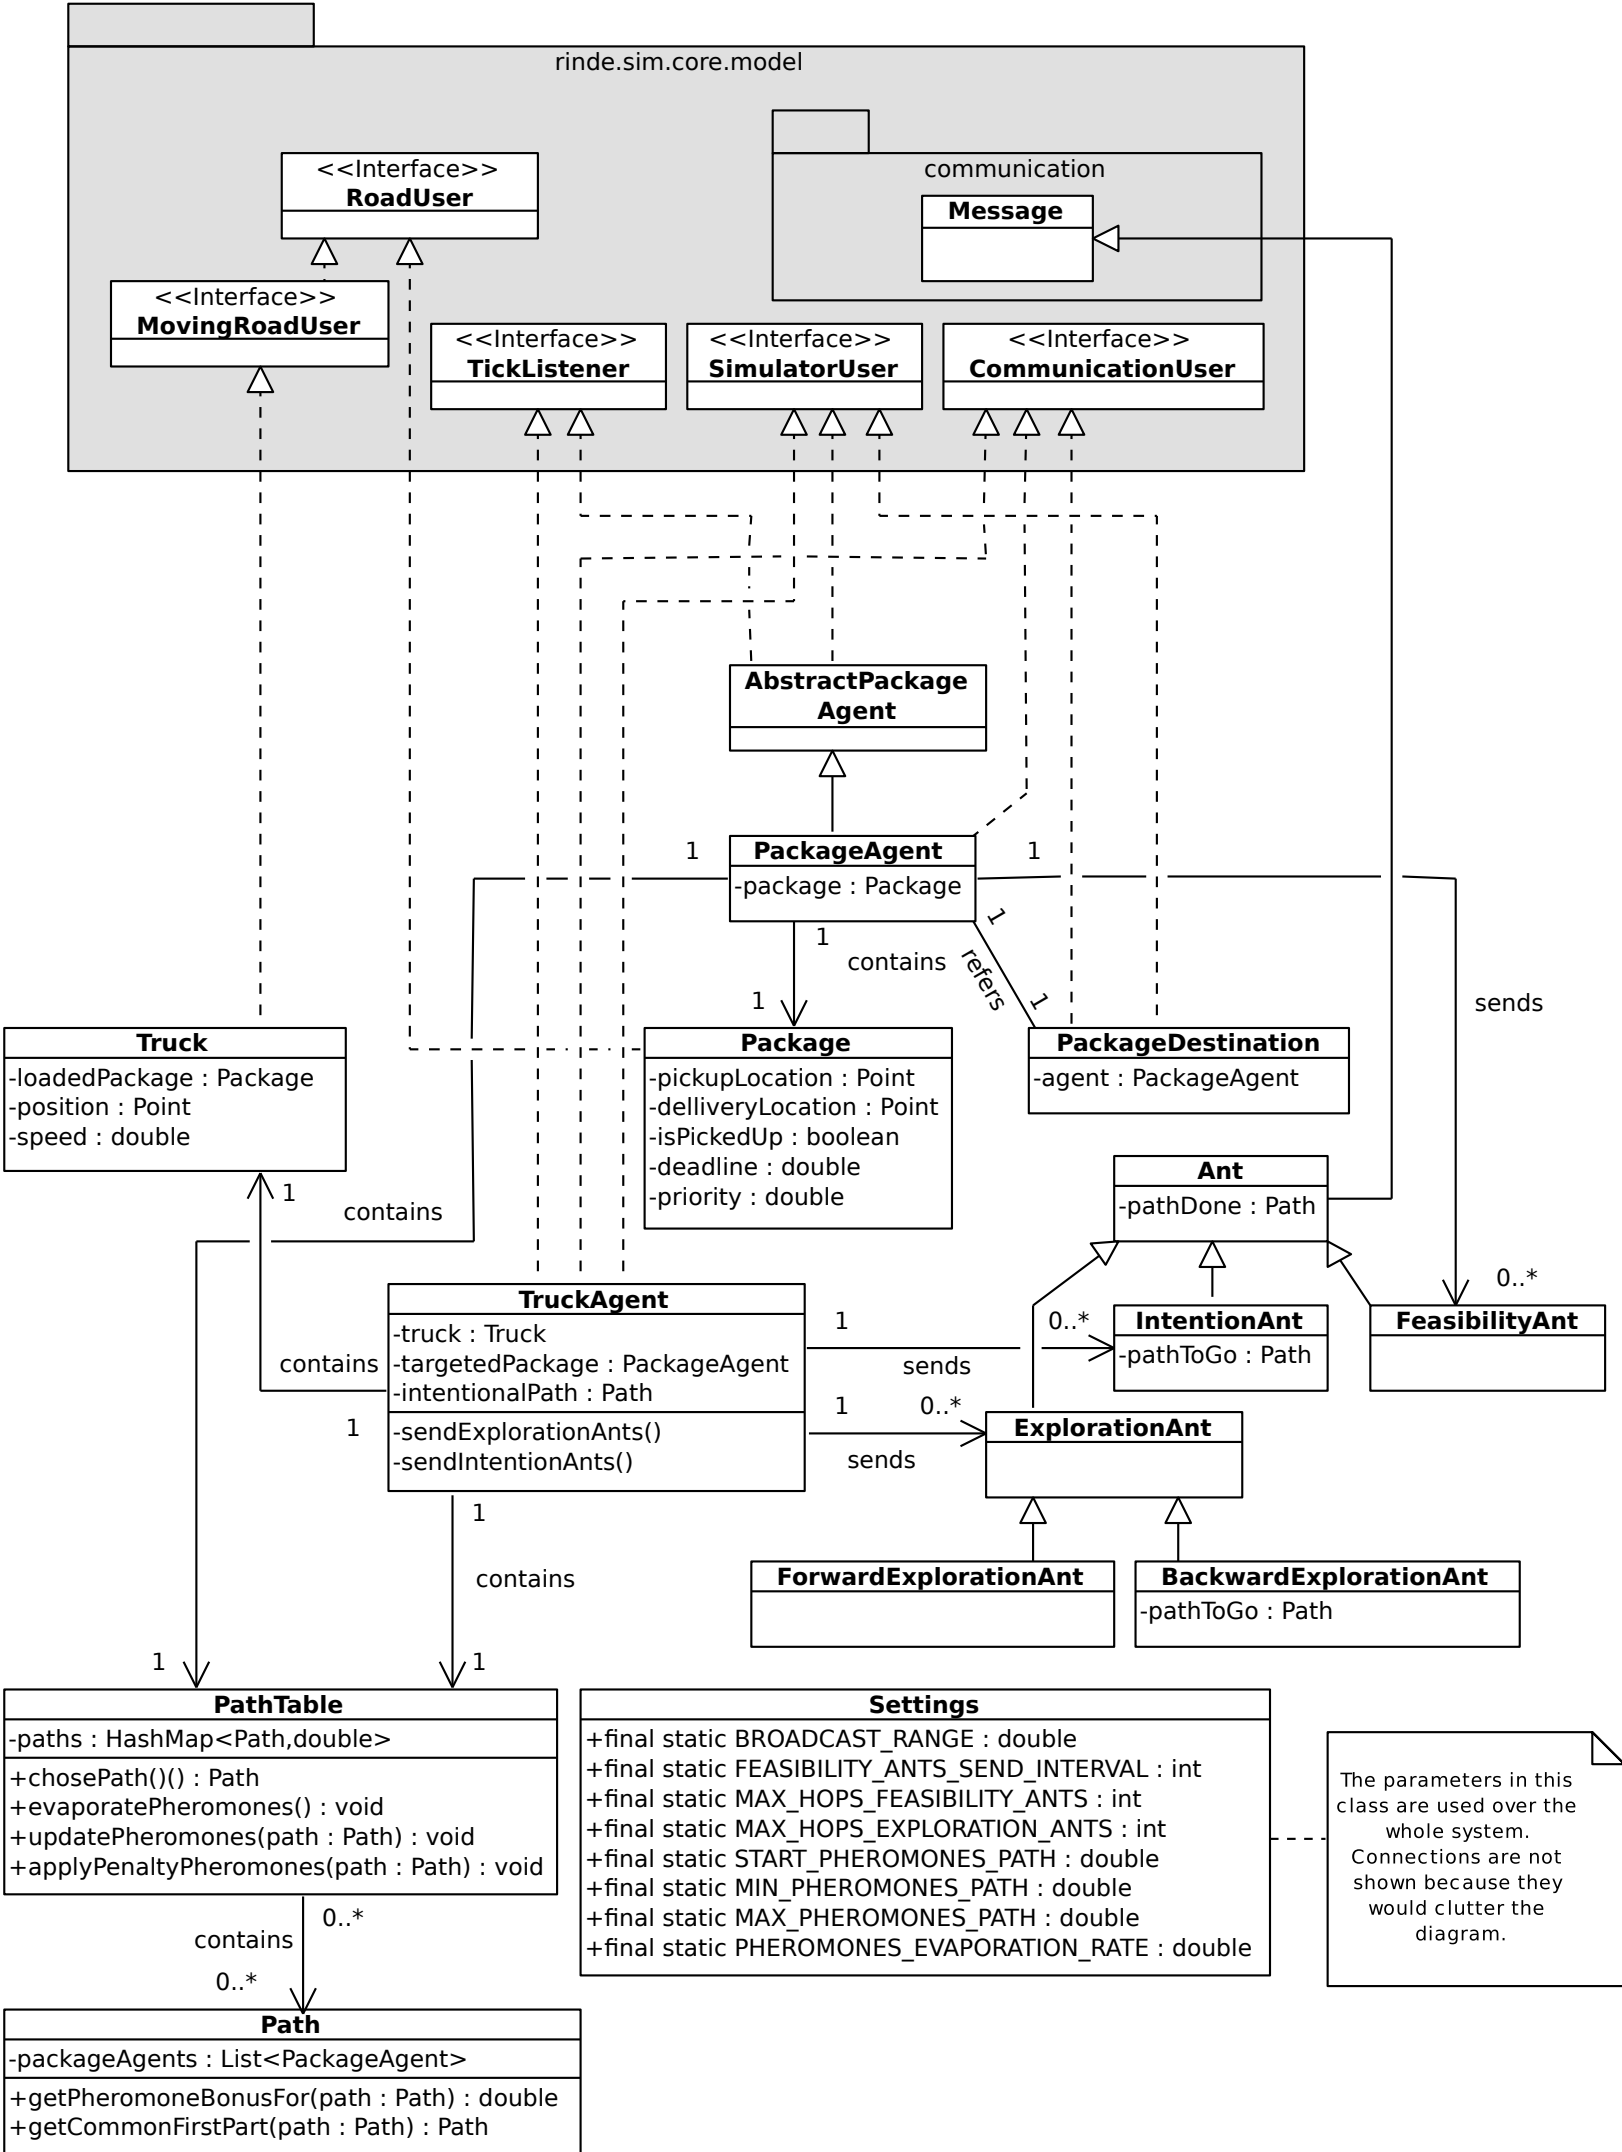 rinde.sim.core.model
communication
<<Interface>>
RoadUser
Message
<<Interface>>
MovingRoadUser
<<Interface>>
TickListener
<<Interface>>
SimulatorUser
<<Interface>>
CommunicationUser
AbstractPackage
Agent
1
PackageAgent
1
-package : Package
1
1
contains
refers
1
1
sends
Truck
-loadedPackage : Package
-position : Point
-speed : double
Package
-pickupLocation : Point
-delliveryLocation : Point
-isPickedUp : boolean
-deadline : double
-priority : double
PackageDestination
-agent : PackageAgent
1
contains
Ant
-pathDone : Path
0..*
TruckAgent
-truck : Truck
-targetedPackage : PackageAgent
-intentionalPath : Path
-sendExplorationAnts()
-sendIntentionAnts()
contains
1
1
0..*
sends
IntentionAnt
-pathToGo : Path
FeasibilityAnt
1
0..*
sends
ExplorationAnt
1
contains
ForwardExplorationAnt
BackwardExplorationAnt
-pathToGo : Path
1
1
PathTable
-paths : HashMap<Path,double>
+chosePath()() : Path
+evaporatePheromones() : void
+updatePheromones(path : Path) : void
+applyPenaltyPheromones(path : Path) : void
Settings
+final static BROADCAST_RANGE : double
+final static FEASIBILITY_ANTS_SEND_INTERVAL : int
+final static MAX_HOPS_FEASIBILITY_ANTS : int
+final static MAX_HOPS_EXPLORATION_ANTS : int
+final static START_PHEROMONES_PATH : double
+final static MIN_PHEROMONES_PATH : double
+final static MAX_PHEROMONES_PATH : double
+final static PHEROMONES_EVAPORATION_RATE : double
The parameters in this
class are used over the
whole system.
Connections are not
shown because they
would clutter the
diagram.
0..*
contains
0..*
Path
-packageAgents : List<PackageAgent>
+getPheromoneBonusFor(path : Path) : double
+getCommonFirstPart(path : Path) : Path